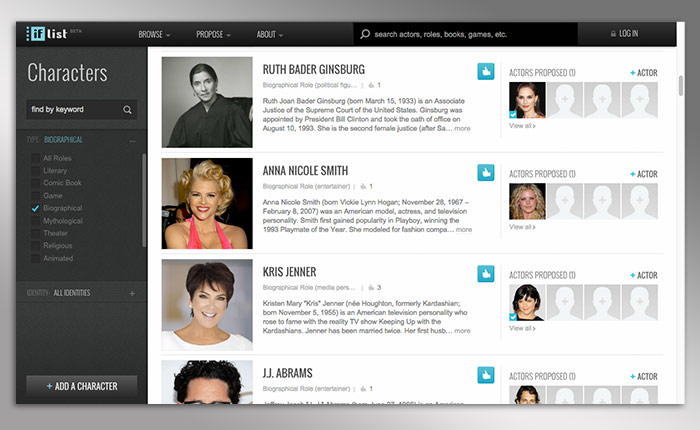 if list BETA
BROWSE
PROPOSE
ABOUT
search actors, roles, books, games, etc.
LOG IN
Characters
find by keyword
TYPE: BIOGRAPHICAL
All Roles
Literary
Comic Book
Game
Biographical
Mythological
Theater
Religious
Animated
IDENTITY: ALL IDENTITIES +
+ ADD A CHARACTER
RUTH BADER GINSBURG
Biographical Role (political figu... | 1
Ruth Joan Bader Ginsburg (born March 15, 1933) is an Associate
Justice of the Supreme Court of the United States. Ginsburg was
appointed by President Bill Clinton and took the oath of office on
August 10, 1993. She is the second female justice (after Sa... more
ACTORS PROPOSED (1)
+ ACTOR
View all >
ANNA NICOLE SMITH
Biographical Role (entertainer) | 1
Anna Nicole Smith (born Vickie Lynn Hogan; November 28, 1967 –
February 8, 2007) was an American model, actress, and television
personality. Smith first gained popularity in Playboy, winning the
1993 Playmate of the Year. She modeled for fashion compa... more
ACTORS PROPOSED (1)
+ ACTOR
View all >
KRIS JENNER
Biographical Role (media pers... | 3
Kristen Mary "Kris" Jenner (née Houghton, formerly Kardashian;
born November 5, 1955) is an American television personality who
rose to fame with the reality TV show Keeping Up with the
Kardashians. Jenner has been married twice. Her first husb... more
ACTORS PROPOSED (1)
+ ACTOR
View all >
J.J. ABRAMS
Biographical Role (entertainer) | 1
ACTORS PROPOSED (1)
+ ACTOR